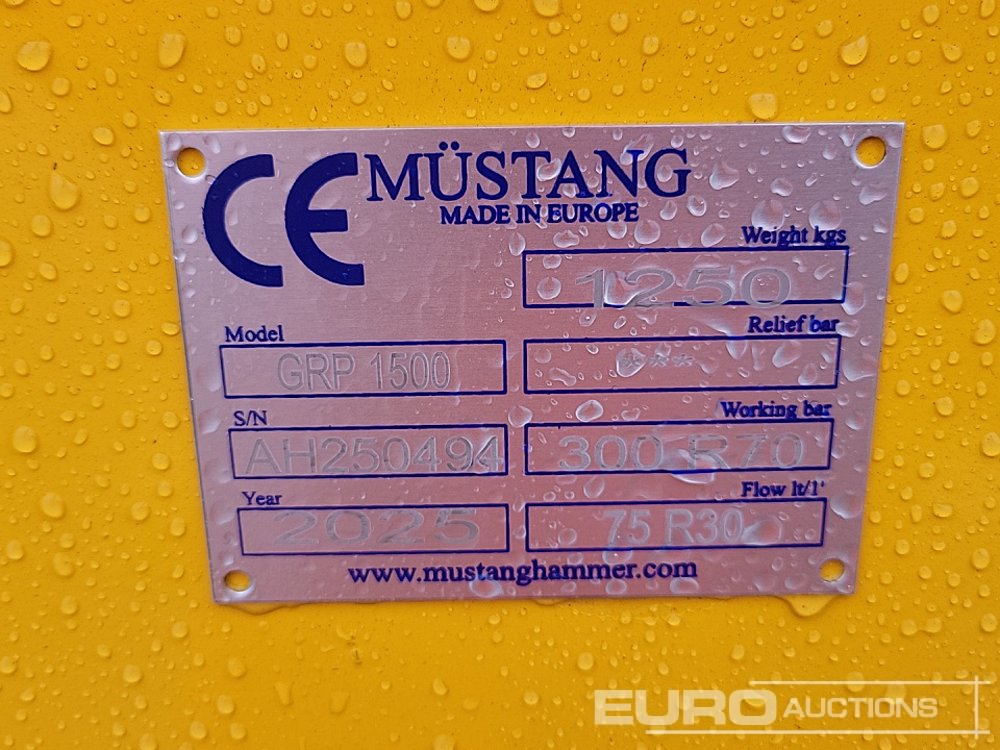 CE MÜSTANG
MADE IN EUROPE
Weight kgs
1250
Model
GRP 1500
Relief bar
***
S/N
AH250494
Working bar
300 R70
Year
2025
Flow lt/1'
75 R30
www.mustanghammer.com
EURO AUCTIONS